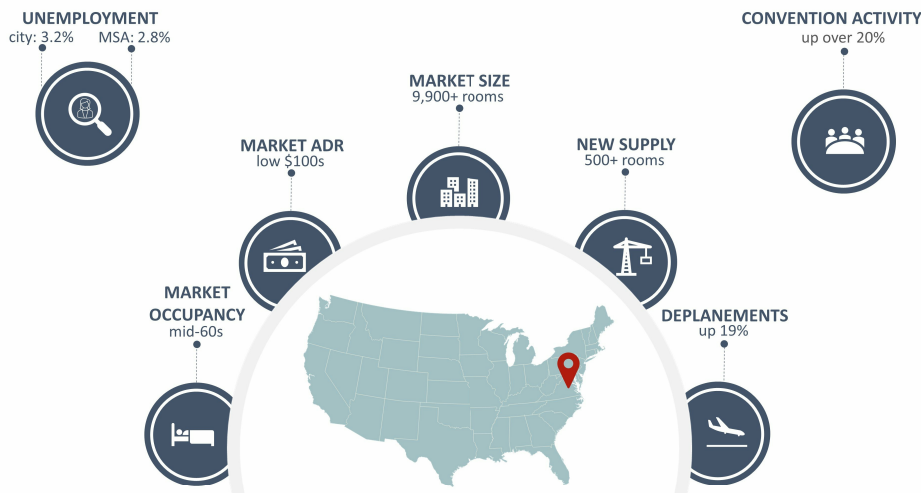 UNEMPLOYMENT
city: 3.2% MSA: 2.8%
CONVENTION ACTIVITY
up over 20%
MARKET SIZE
9,900+ rooms
MARKET ADR
low $100s
NEW SUPPLY
500+ rooms
MARKET
OCCUPANCY
mid-60s
DEPLANEMENTS
up 19%